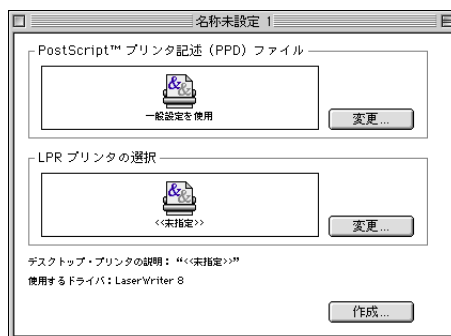 名称未設定 1
PostScript™ プリンタ記述（PPD）ファイル
一般設定を使用
変更...
LPR プリンタの選択
<<未指定>>
変更...
デスクトップ・プリンタの説明： “<<未指定>>”
使用するドライバ：LaserWriter 8
作成...